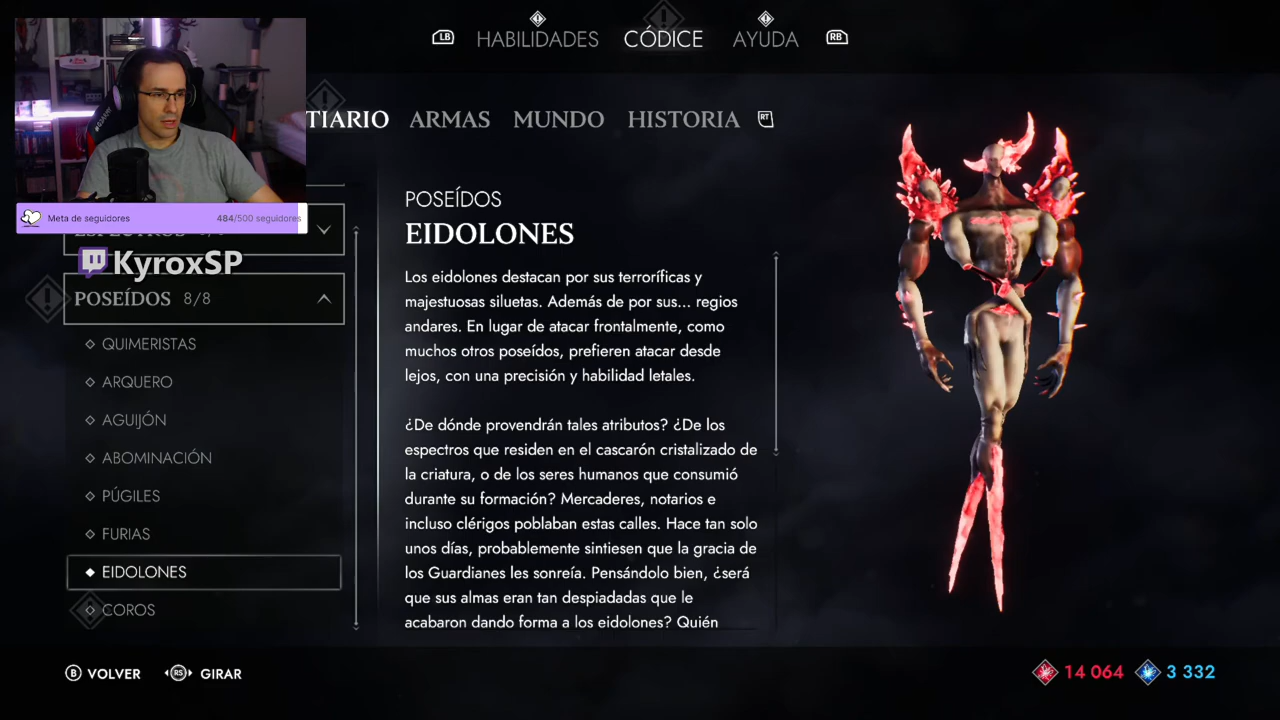 LB HABILIDADES CÓDICE AYUDA RB
TIARIO ARMAS MUNDO HISTORIA RT
Meta de seguidores 484/500 seguidores
KyroxSP
POSEÍDOS 8/8
QUIMERISTAS
ARQUERO
AGUIJÓN
ABOMINACIÓN
PÚGILES
FURIAS
EIDOLONES
COROS
POSEÍDOS
EIDOLONES
Los eidolones destacan por sus terroríficas y
majestuosas siluetas. Además de por sus... regios
andares. En lugar de atacar frontalmente, como
muchos otros poseídos, prefieren atacar desde
lejos, con una precisión y habilidad letales.
¿De dónde provendrán tales atributos? ¿De los
espectros que residen en el cascarón cristalizado de
la criatura, o de los seres humanos que consumió
durante su formación? Mercaderes, notarios e
incluso clérigos poblaban estas calles. Hace tan solo
unos días, probablemente sintiesen que la gracia de
los Guardianes les sonreía. Pensándolo bien, ¿será
que sus almas eran tan despiadadas que le
acabaron dando forma a los eidolones? Quién
B VOLVER RS GIRAR
14 064 3 332